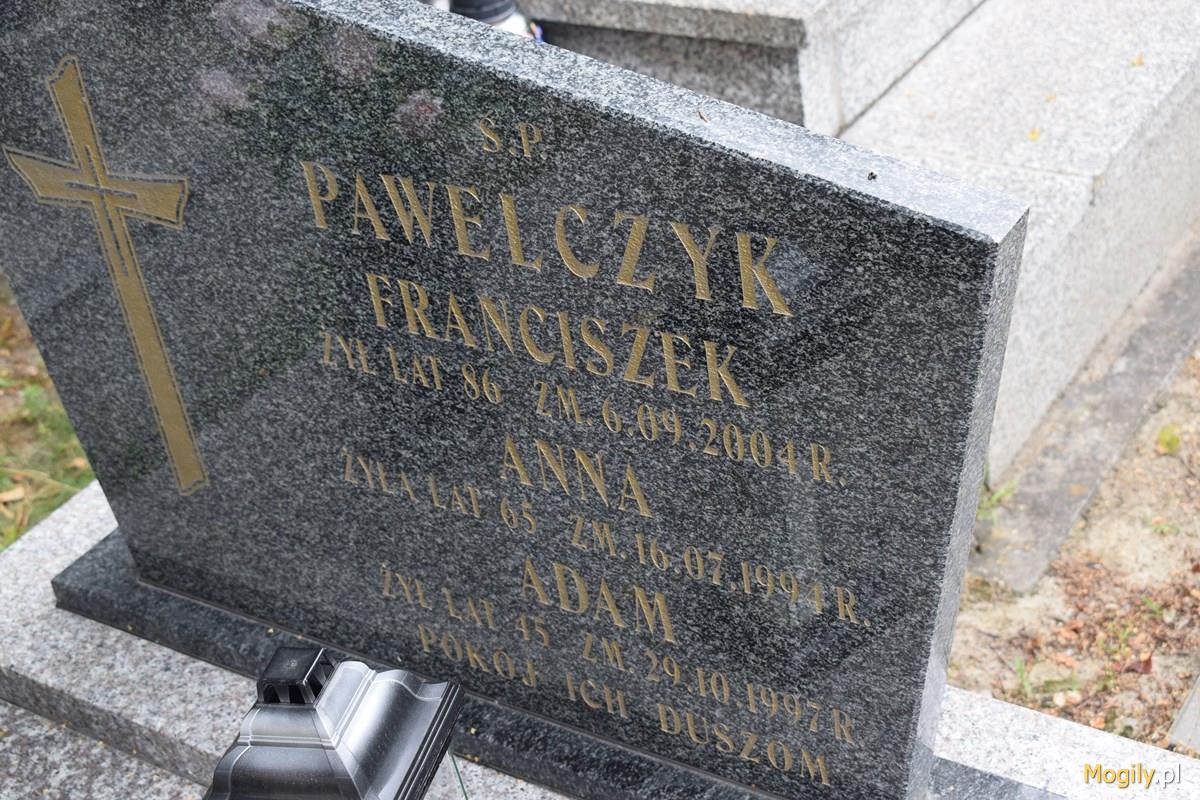 Ś.P.
PAWELCZYK
FRANCISZEK
ŻYŁ LAT 86 ZM. 6.09.2004 R.
ANNA
ŻYŁA LAT 65 ZM. 16.07.1994 R.
ADAM
ŻYŁ LAT 45 ZM. 29.10.1997 R
POKÓJ ICH DUSZOM
Mogily.pl